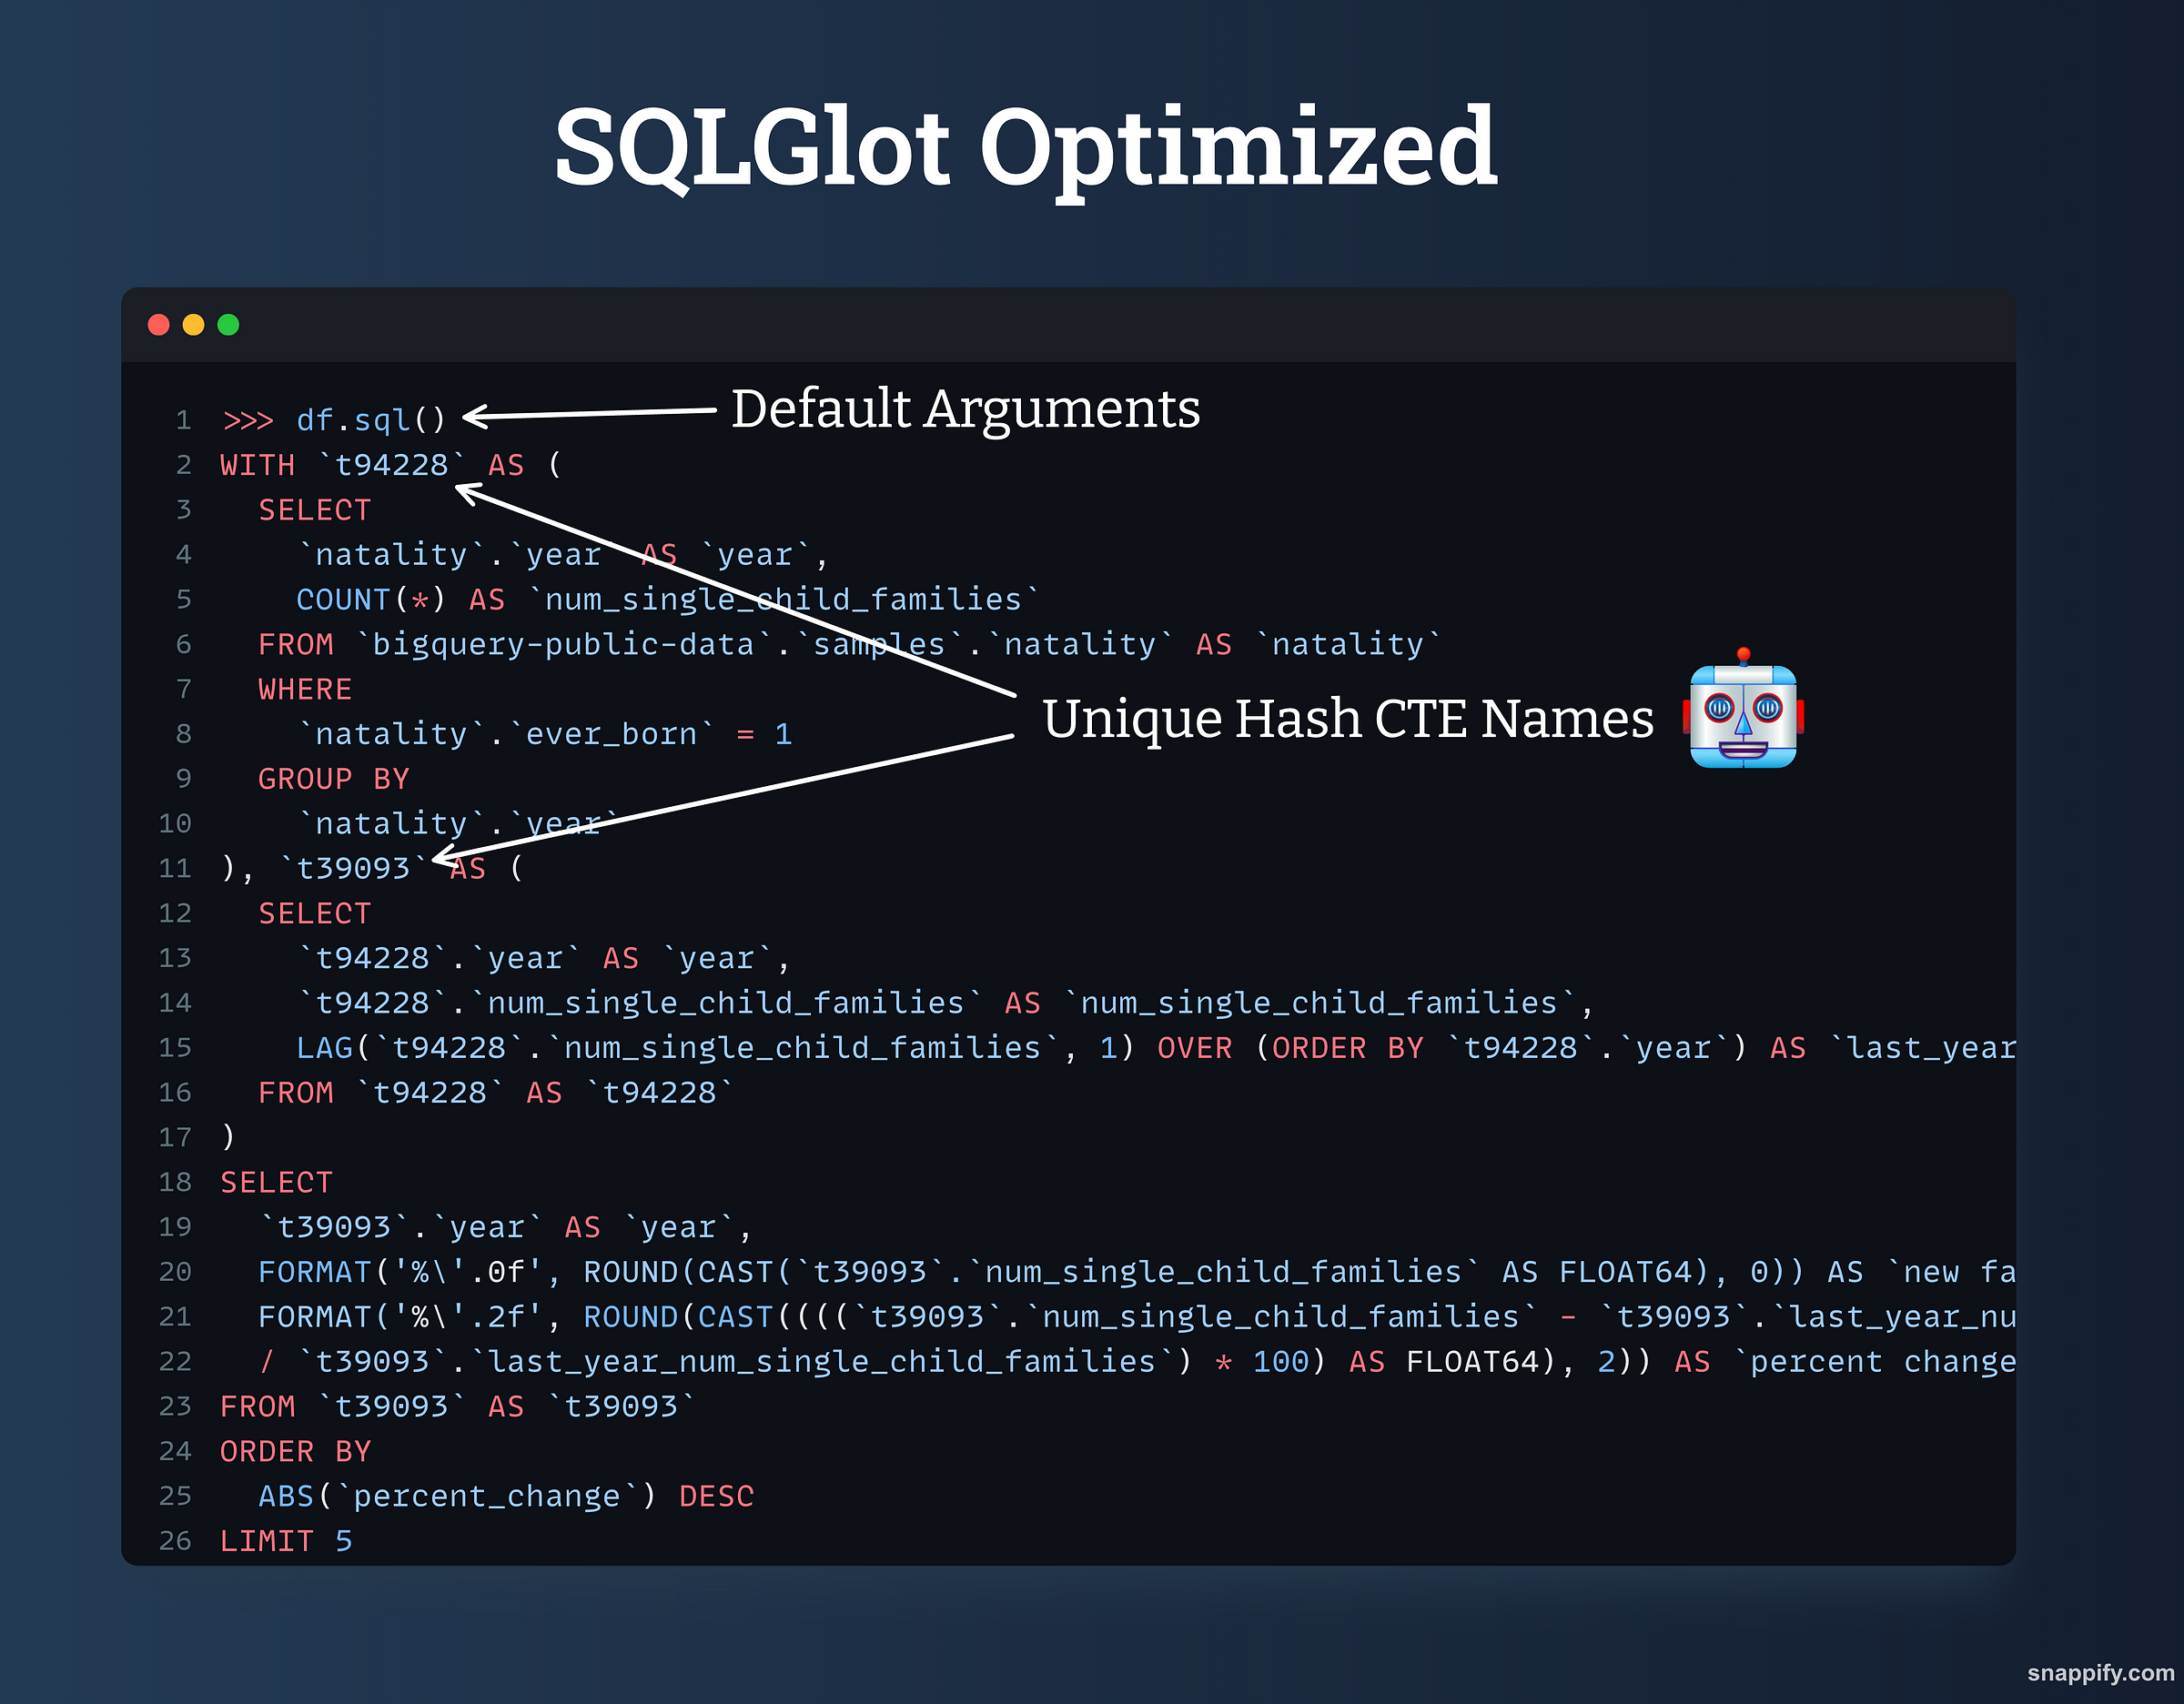 SQLGlot Optimized
1 >>> df.sql()
Default Arguments
2 WITH `t94228` AS (
3   SELECT
4     `natality`.`year` AS `year`,
5     COUNT(*) AS `num_single_child_families`
6   FROM `bigquery-public-data`.`samples`.`natality` AS `natality`
7   WHERE
Unique Hash CTE Names
8     `natality`.`ever_born` = 1
9   GROUP BY
10     `natality`.`year`
11 ), `t39093` AS (
12   SELECT
13     `t94228`.`year` AS `year`,
14     `t94228`.`num_single_child_families` AS `num_single_child_families`,
15     LAG(`t94228`.`num_single_child_families`, 1) OVER (ORDER BY `t94228`.`year`) AS `last_year
16   FROM `t94228` AS `t94228`
17 )
18 SELECT
19   `t39093`.`year` AS `year`,
20   FORMAT('%\'.0f', ROUND(CAST(`t39093`.`num_single_child_families` AS FLOAT64), 0)) AS `new fa
21   FORMAT('%\'.2f', ROUND(CAST((((`t39093`.`num_single_child_families` - `t39093`.`last_year_nu
22   / `t39093`.`last_year_num_single_child_families`) * 100) AS FLOAT64), 2)) AS `percent change
23 FROM `t39093` AS `t39093`
24 ORDER BY
25   ABS(`percent_change`) DESC
26 LIMIT 5
snappify.com